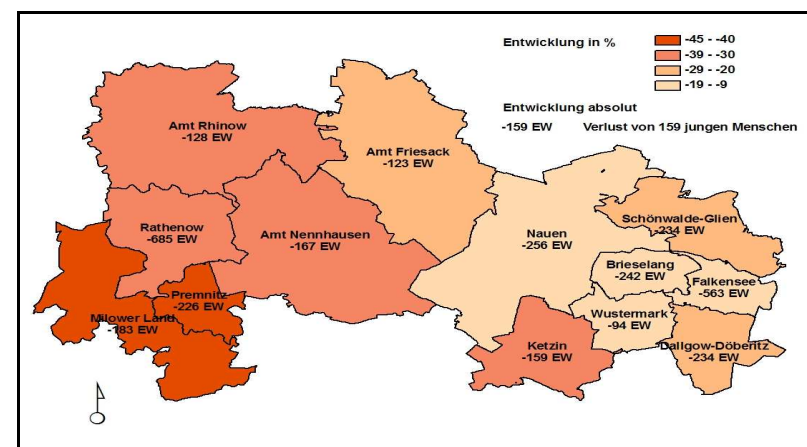 Entwicklung in %
-45 - -40
-39 - -30
-29 - -20
-19 - -9
Entwicklung absolut
-159 EW Verlust von 159 jungen Menschen
Amt Rhinow
-128 EW
Amt Friesack
-123 EW
Rathenow
-685 EW
Amt Nennhausen
-167 EW
Nauen
-256 EW
Schönwalde-Glien
-234 EW
Brieselang
-242 EW
Falkensee
-563 EW
Premnitz
-226 EW
Milower Land
-183 EW
Wustermark
-94 EW
Ketzin
-159 EW
Dallgow-Döberitz
-234 EW